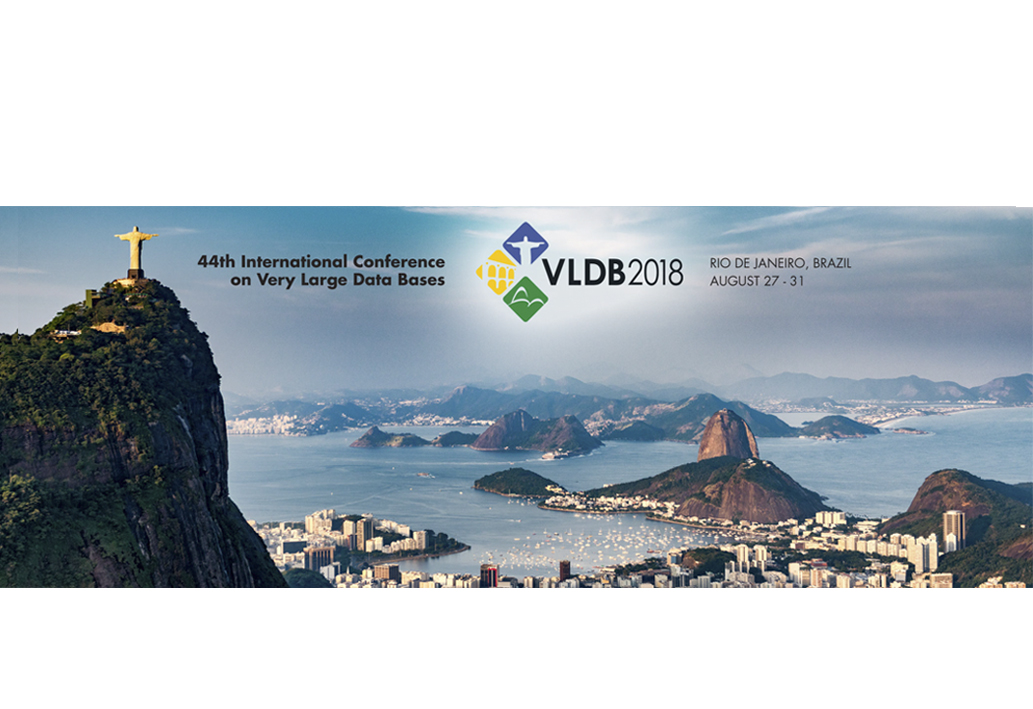 44th International Conference
on Very Large Data Bases
VLDB2018
RIO DE JANEIRO, BRAZIL
AUGUST 27 - 31